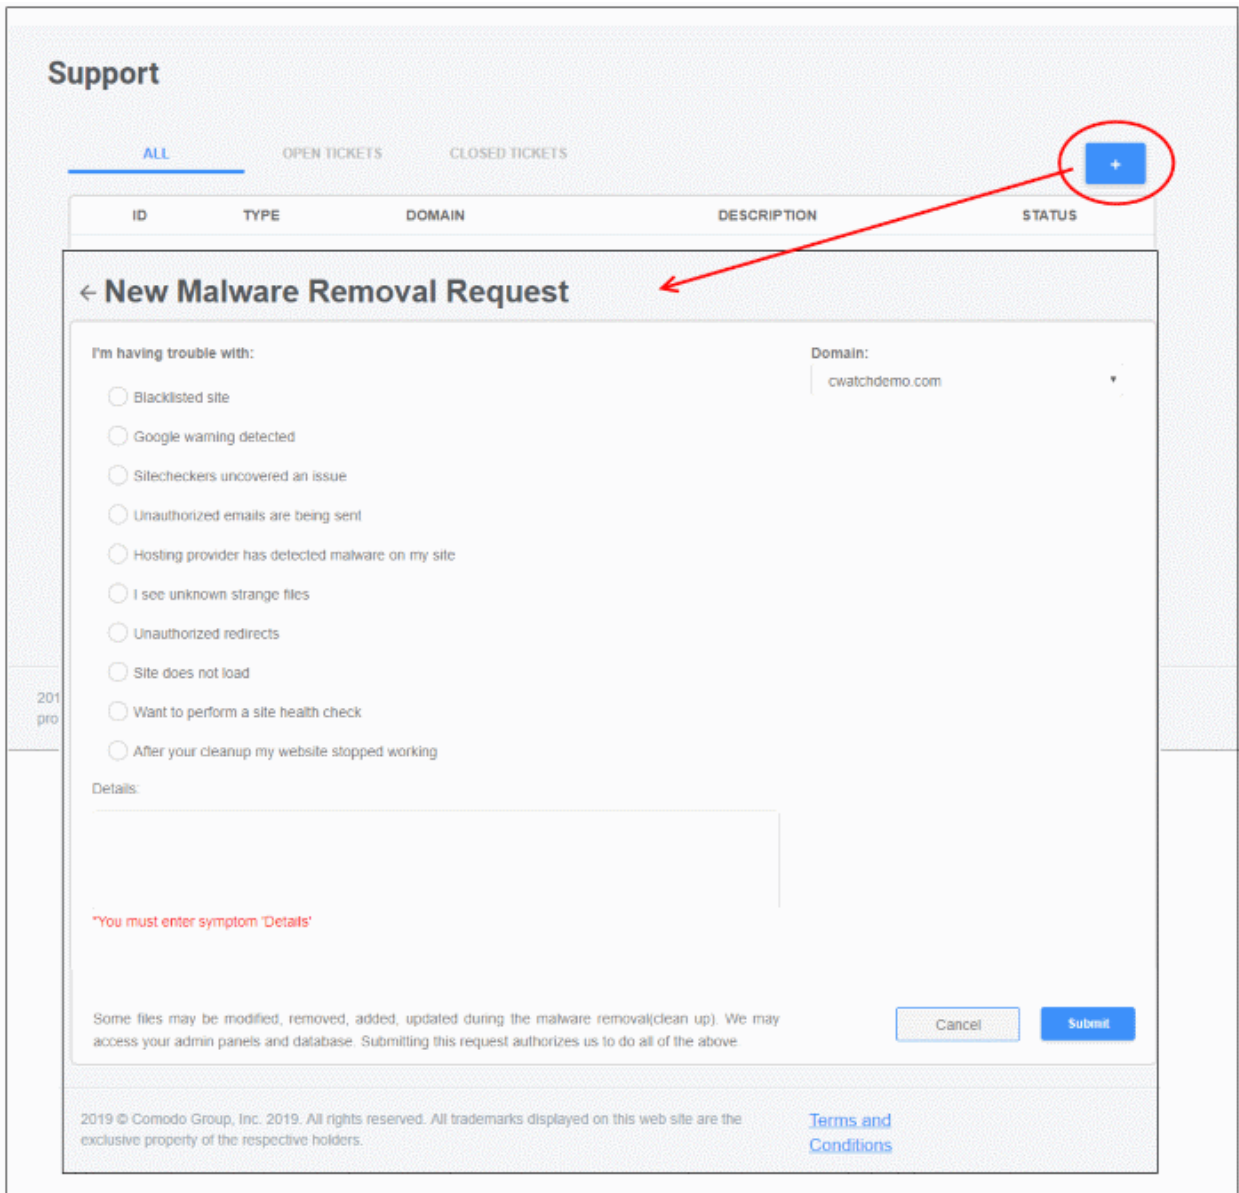 Support
ALL OPEN TICKETS CLOSED TICKETS
+
ID TYPE DOMAIN DESCRIPTION STATUS
← New Malware Removal Request
I'm having trouble with: Domain:
cwatchdemo.com
Blacklisted site
Google warning detected
Sitecheckers uncovered an issue
Unauthorized emails are being sent
Hosting provider has detected malware on my site
I see unknown strange files
Unauthorized redirects
Site does not load
Want to perform a site health check
After your cleanup my website stopped working
201
pro
Details:
*You must enter symptom 'Details'
Some files may be modified, removed, added, updated during the malware removal(clean up). We may
access your admin panels and database. Submitting this request authorizes us to do all of the above
Cancel Submit
2019 © Comodo Group, Inc. 2019. All rights reserved. All trademarks displayed on this web site are the
exclusive property of the respective holders.
Terms and
Conditions